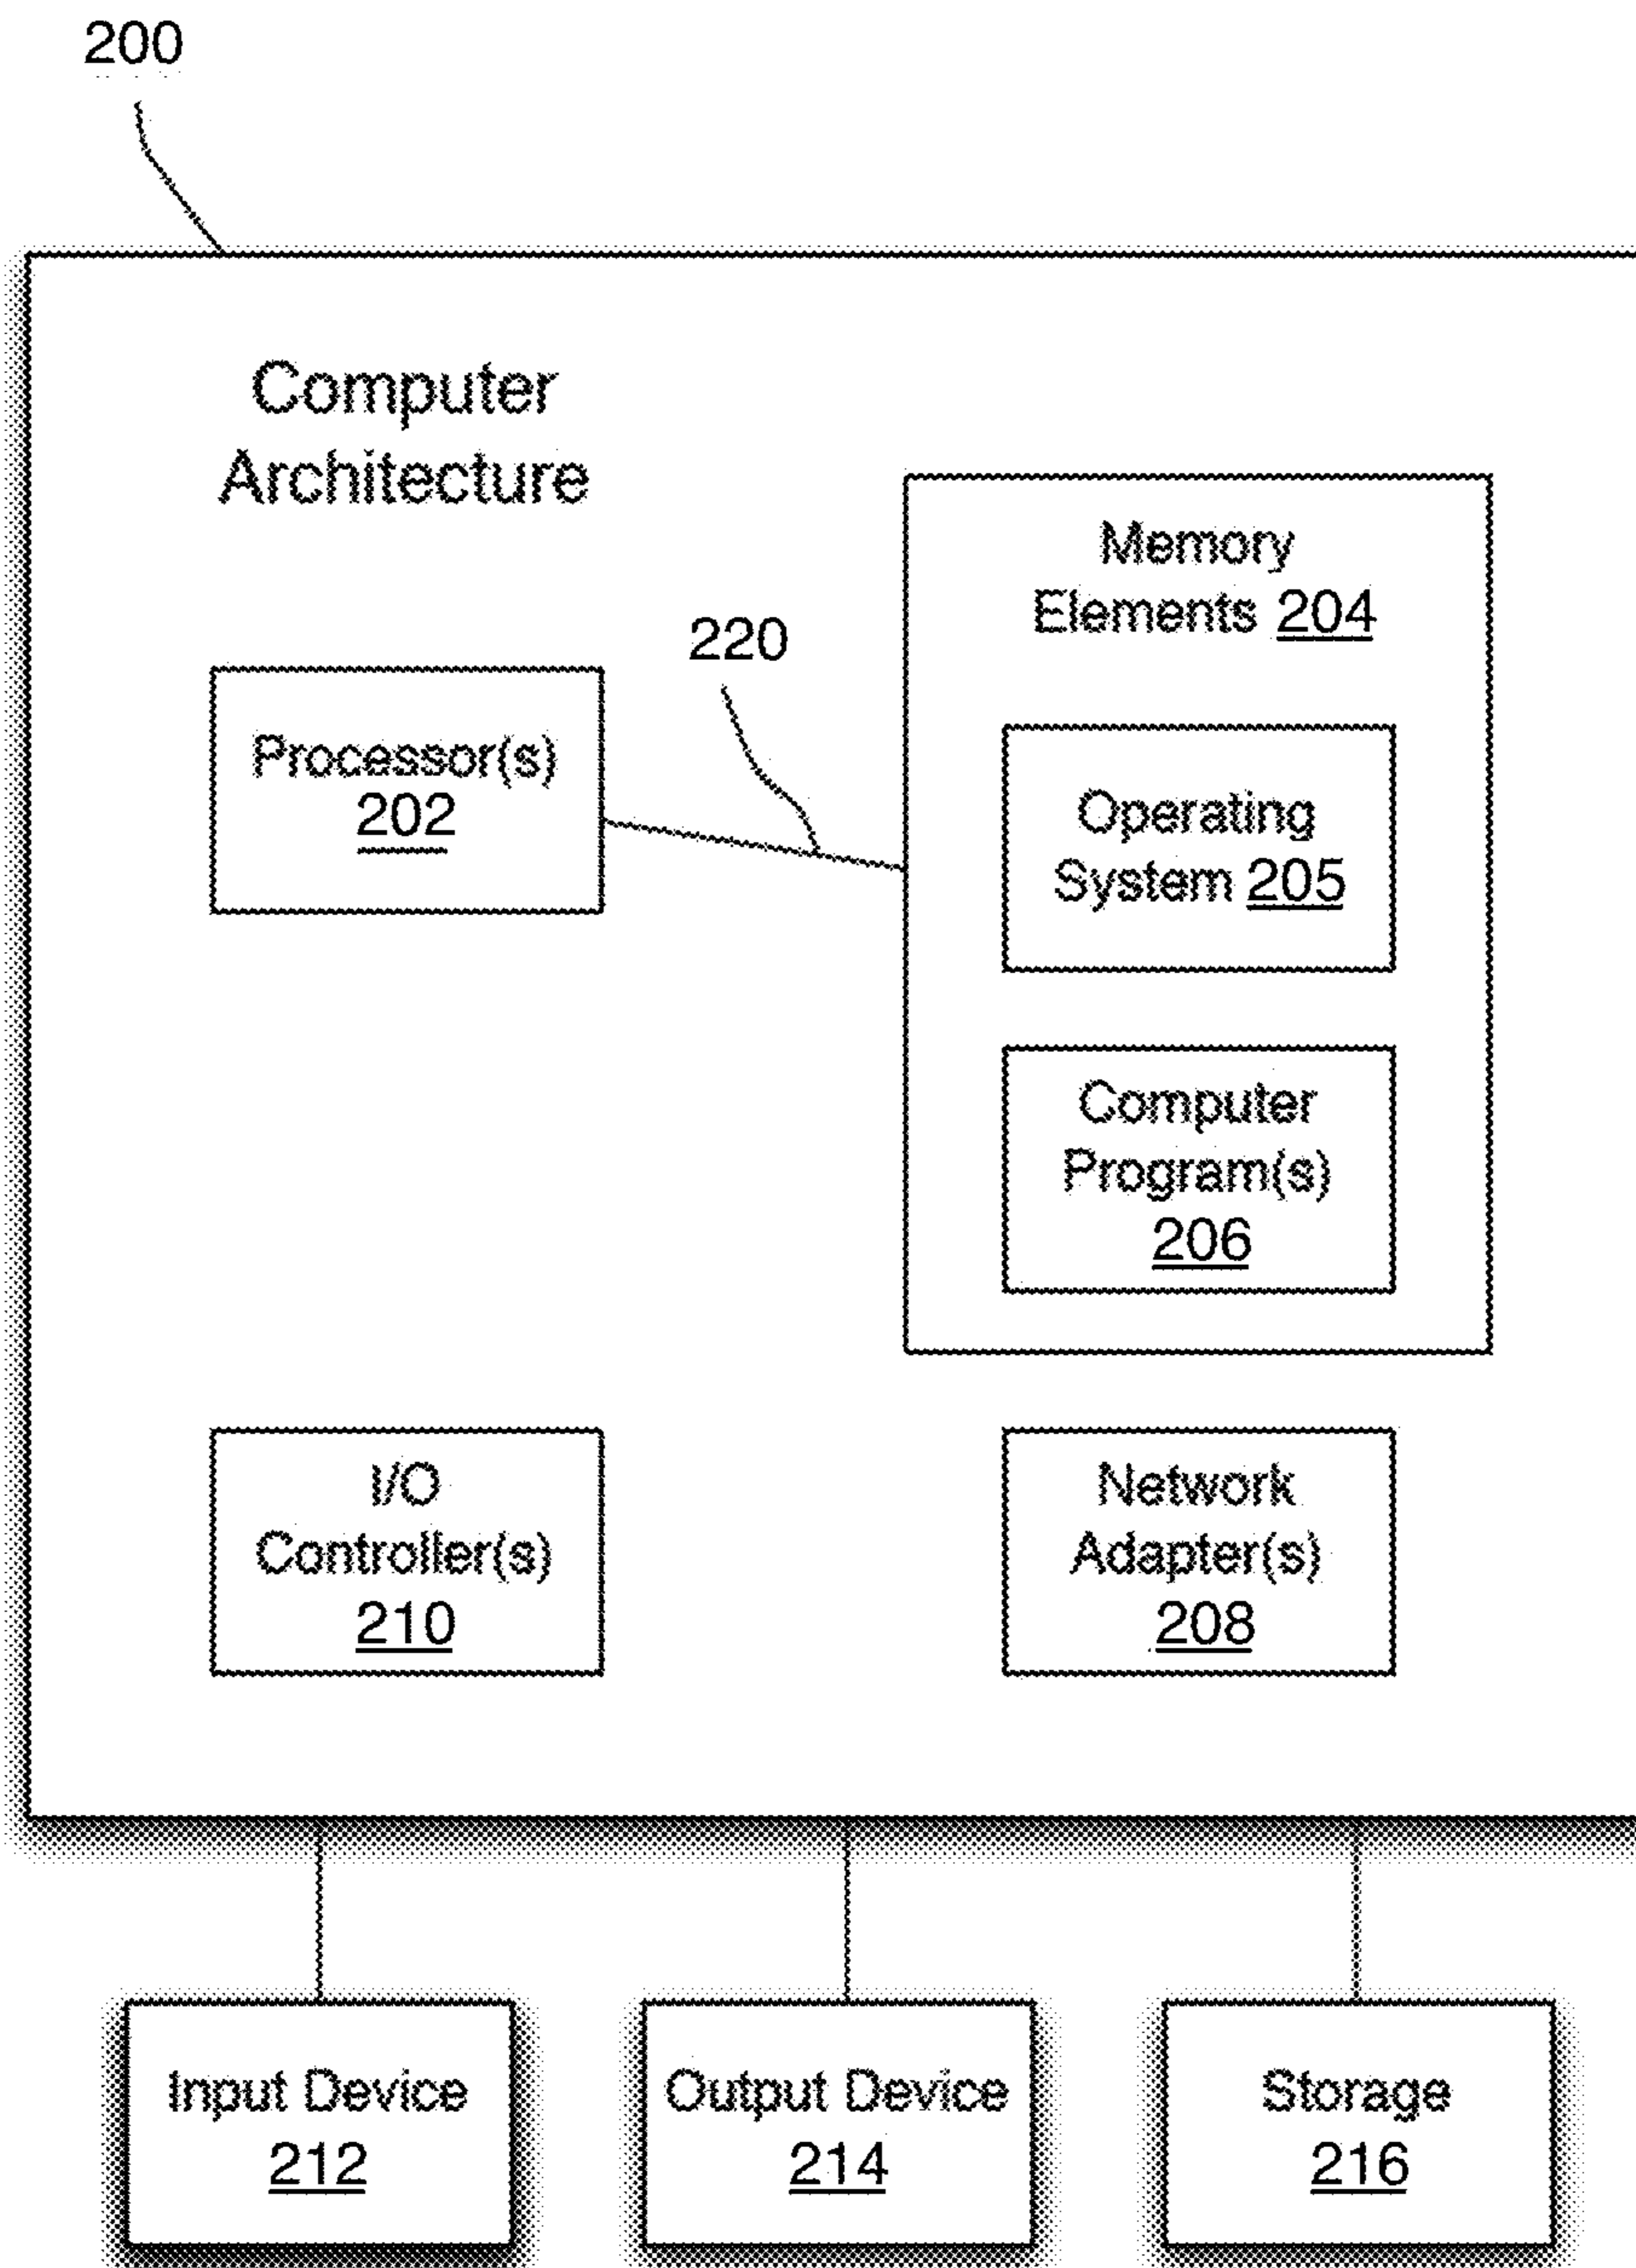 200
Computer
Architecture
Memory
Elements 204
220
Processor(s)
202
Operating
System 205
Computer
Program(s)
206
I/O
Controller(s)
210
Network
Adapter(s)
208
Input Device
212
Output Device
214
Storage
216